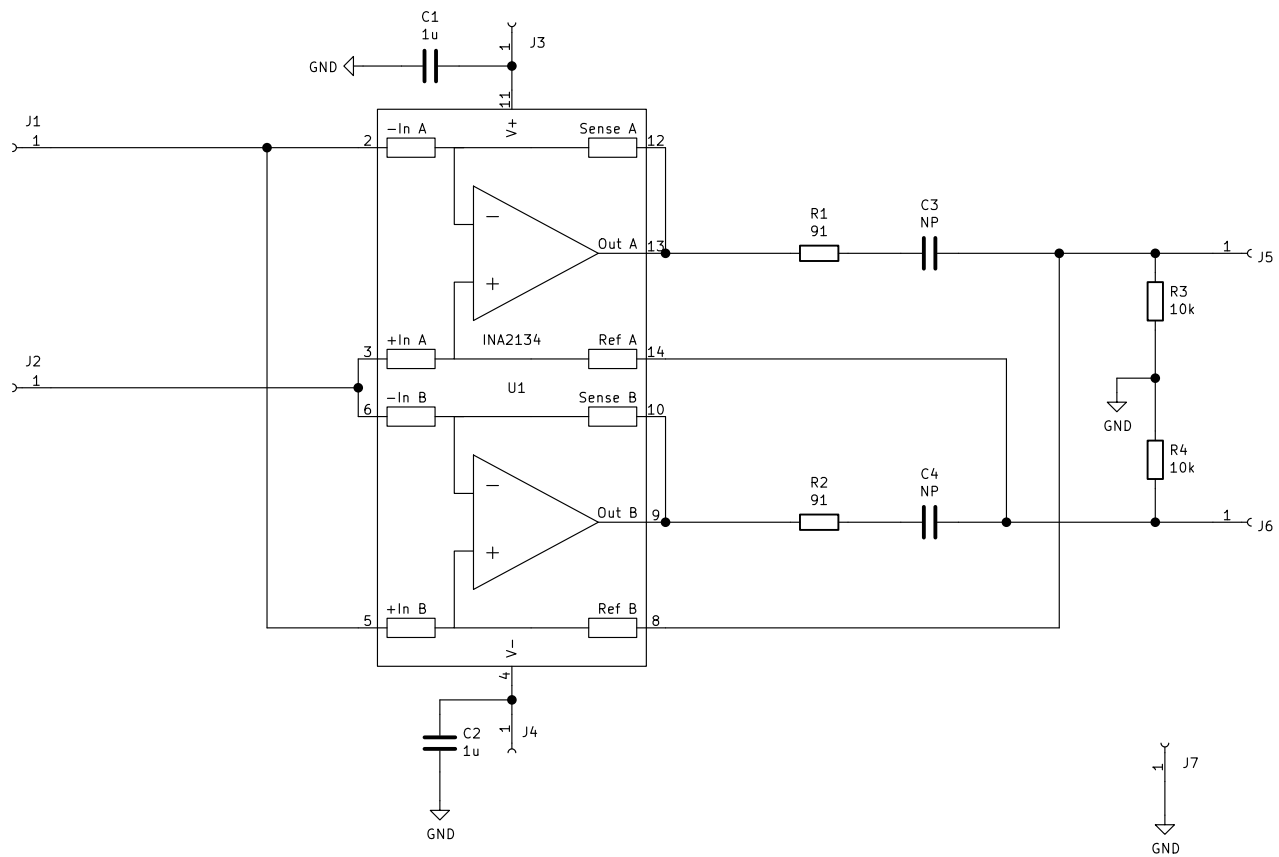 C1
1u
GND
1
J3
11
V+
J1
1
2
−In A
Sense A
12
−
Out A
13
+
R1
91
C3
NP
1
J5
R3
10k
INA2134
+In A
Ref A
3
14
J2
1
U1
−In B
Sense B
6
10
GND
R4
10k
−
Out B
9
+
R2
91
C4
NP
1
J6
+In B
Ref B
5
8
V−
4
1
J4
C2
1u
GND
1
J7
GND